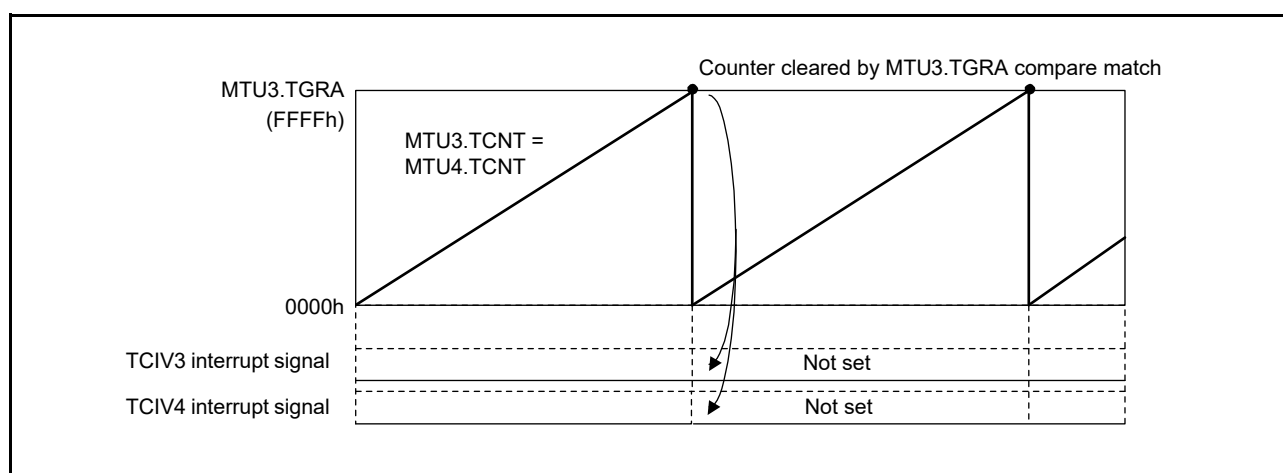 Counter cleared by MTU3.TGRA compare match
MTU3.TGRA
(FFFFh)
MTU3.TCNT =
MTU4.TCNT
0000h
TCIV3 interrupt signal
Not set
TCIV4 interrupt signal
Not set